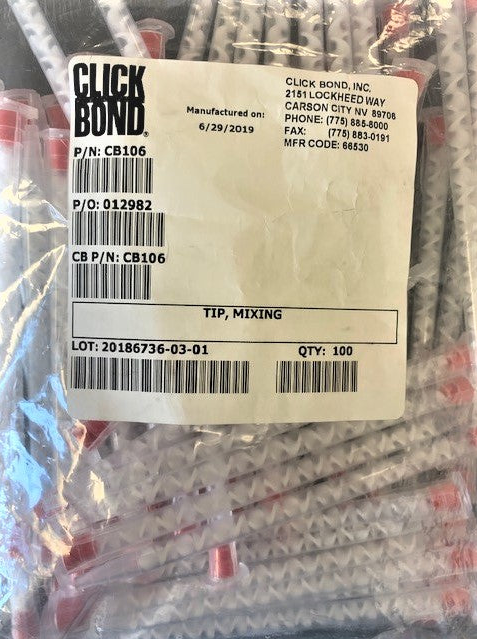 CLICK
BOND®
Manufactured on:
6/29/2019
CLICK BOND, INC.
2151 LOCKHEED WAY
CARSON CITY NV 89706
PHONE: (775) 885-8000
FAX: (775) 883-0191
MFR CODE: 66530
P/N: CB106
P/O: 012982
CB P/N: CB106
TIP, MIXING
LOT: 20186736-03-01
QTY: 100